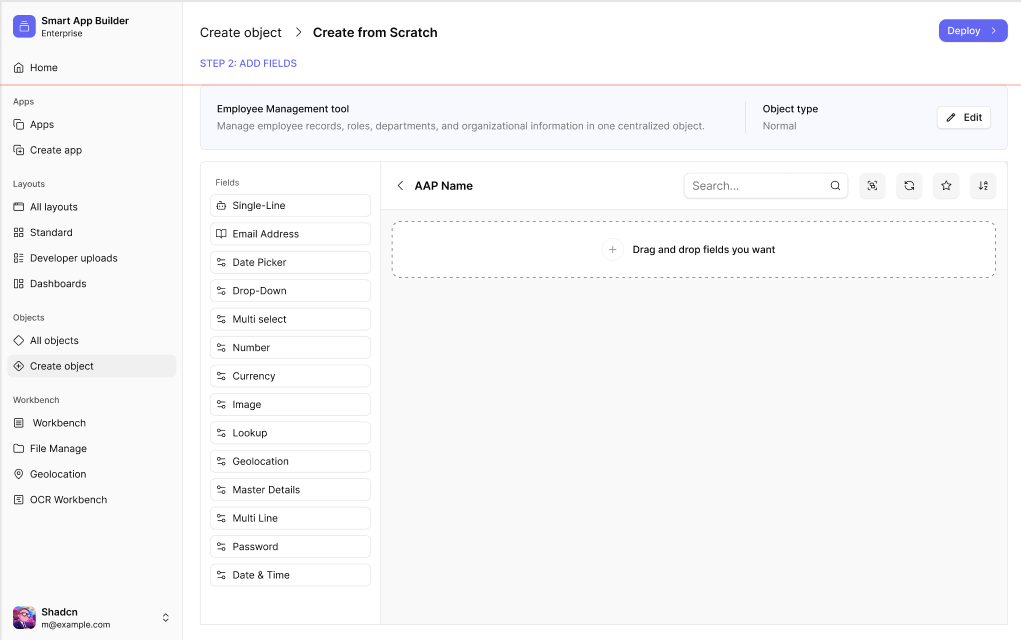 Smart App Builder
Enterprise
Home
Apps
Apps
Create app
Layouts
All layouts
Standard
Developer uploads
Dashboards
Objects
All objects
Create object
Workbench
Workbench
File Manage
Geolocation
OCR Workbench
Shadcn
m@example.com
Create object > Create from Scratch
Deploy
STEP 2: ADD FIELDS
Employee Management tool
Manage employee records, roles, departments, and organizational information in one centralized object.
Object type
Normal
Edit
Fields
Single-Line
Email Address
Date Picker
Drop-Down
Multi select
Number
Currency
Image
Lookup
Geolocation
Master Details
Multi Line
Password
Date & Time
AAP Name
Search...
Drag and drop fields you want